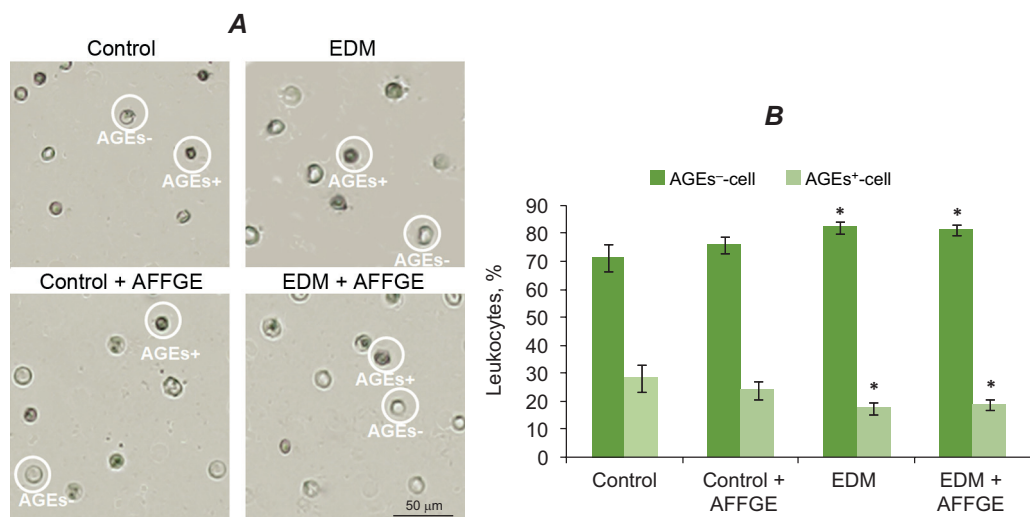 A
Control
EDM
AGEs-
AGEs+
AGEs+
AGEs-
Control + AFFGE
EDM + AFFGE
AGEs+
AGEs-
AGEs+
AGEs-
50 μm
B
AGEs⁻-cell
AGEs⁺-cell
Leukocytes, %
90
80
70
60
50
40
30
20
10
0
* *
* *
Control
Control +
AFFGE
EDM
EDM +
AFFGE